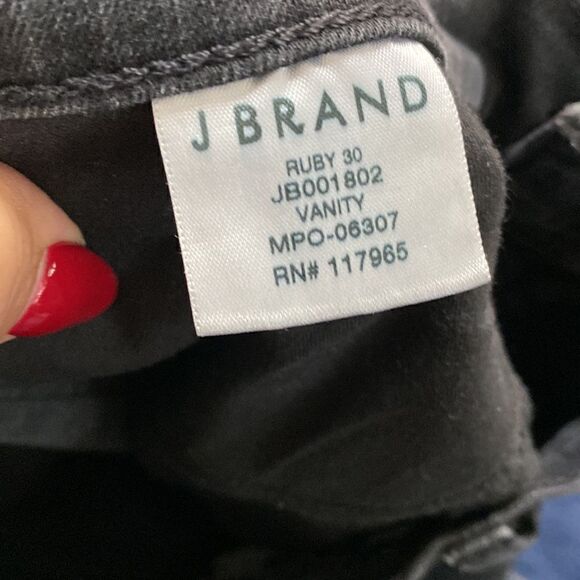 J BRAND
RUBY 30
JB001802
VANITY
MPO-06307
RN# 117965